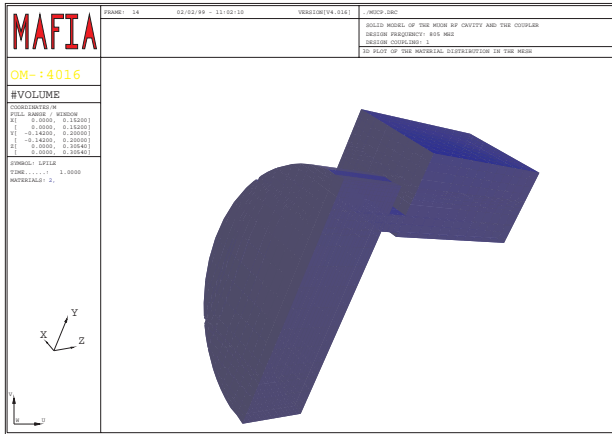 MAFIA
FRAME: 14 02/02/99 - 11:02:10 VERSION[V4.016] ./MUCP.DRC
SOLID MODEL OF THE MUON RF CAVITY AND THE COUPLER
DESIGN FREQUENCY: 805 MHZ
DESIGN COUPLING: 1
3D PLOT OF THE MATERIAL DISTRIBUTION IN THE MESH
OM-:4016
#VOLUME
COORDINATES/M
FULL RANGE / WINDOW
X[ 0.0000, 0.15200]
[ 0.0000, 0.15200]
Y[ -0.14200, 0.20000]
[ -0.14200, 0.20000]
Z[ 0.0000, 0.30540]
[ 0.0000, 0.30540]
SYMBOL: LFILE
TIME......: 1.0000
MATERIALS: 2,
Y
X
Z
V
W
U